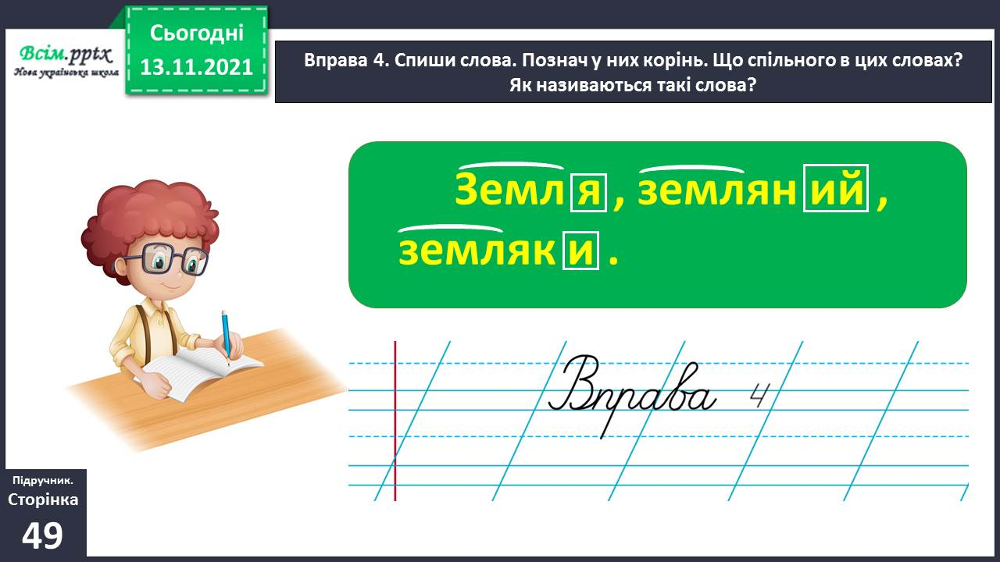 Всім.pptx
Нова українська школа
Сьогодні
13.11.2021
Вправа 4. Спиши слова. Познач у них корінь. Що спільного в цих словах?
Як називаються такі слова?
Земля, земляний,
земляки.
Вправа 4
Підручник.
Сторінка
49